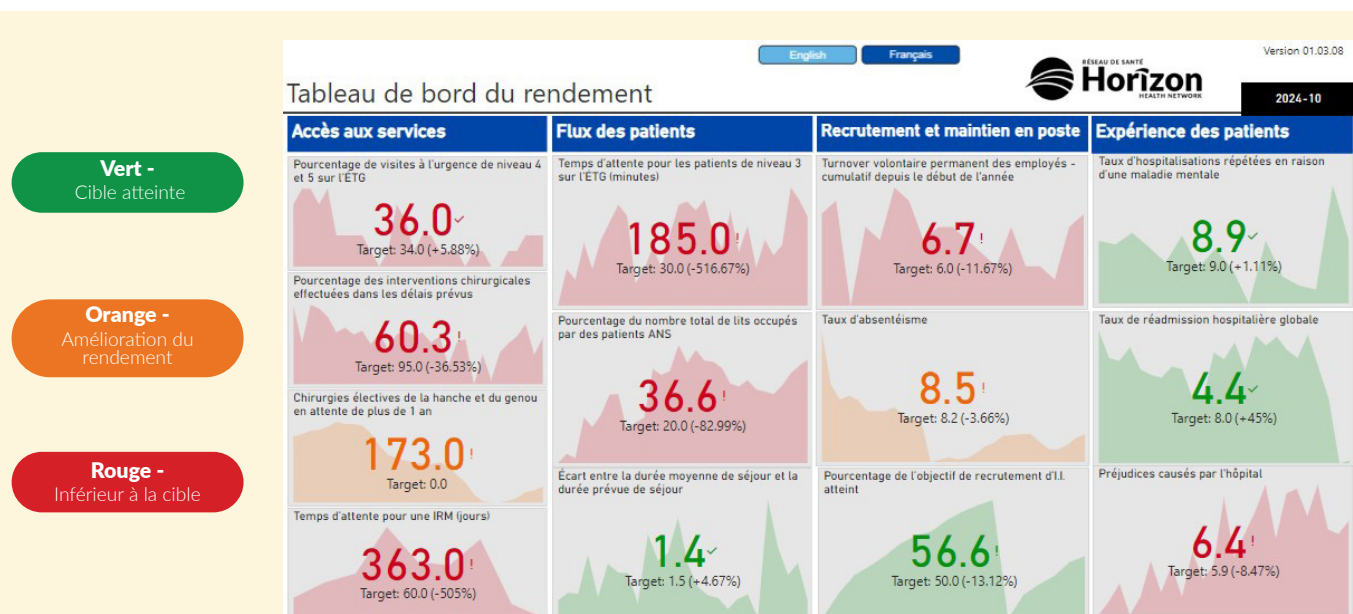 English
Français
RÉSEAU DE SANTÉ
Horizon
HEALTH NETWORK
Version 01.03.08
Tableau de bord du rendement
2024-10
Vert -
Cible atteinte
Orange -
Amélioration du
rendement
Rouge -
Inférieur à la cible
Accès aux services
Pourcentage de visites à l'urgence de niveau 4
et 5 sur l'ÉTG
36.0
Target: 34.0 (+5.88%)
Pourcentage des interventions chirurgicales
effectuées dans les délais prévus
60.3!
Target: 95.0 (-36.53%)
Chirurgies électives de la hanche et du genou
en attente de plus de 1 an
173.0!
Target: 0.0
Temps d'attente pour une IRM (jours)
363.0!
Target: 60.0 (-505%)
Flux des patients
Temps d'attente pour les patients de niveau 3
sur l'ÉTG (minutes)
185.0!
Target: 30.0 (-516.67%)
Pourcentage du nombre total de lits occupés
par des patients ANS
36.6!
Target: 20.0 (-82.99%)
Écart entre la durée moyenne de séjour et la
durée prévue de séjour
1.4
Target: 1.5 (+4.67%)
Recrutement et maintien en poste
Turnover volontaire permanent des employés -
cumulatif depuis le début de l'année
6.7!
Target: 6.0 (-11.67%)
Taux d'absentéisme
8.5!
Target: 8.2 (-3.66%)
Pourcentage de l'objectif de recrutement d'I.I.
atteint
56.6!
Target: 50.0 (-13.12%)
Expérience des patients
Taux d'hospitalisations répétées en raison
d'une maladie mentale
8.9
Target: 9.0 (+1.11%)
Taux de réadmission hospitalière globale
4.4
Target: 8.0 (+45%)
Préjudices causés par l'hôpital
6.4!
Target: 5.9 (-8.47%)